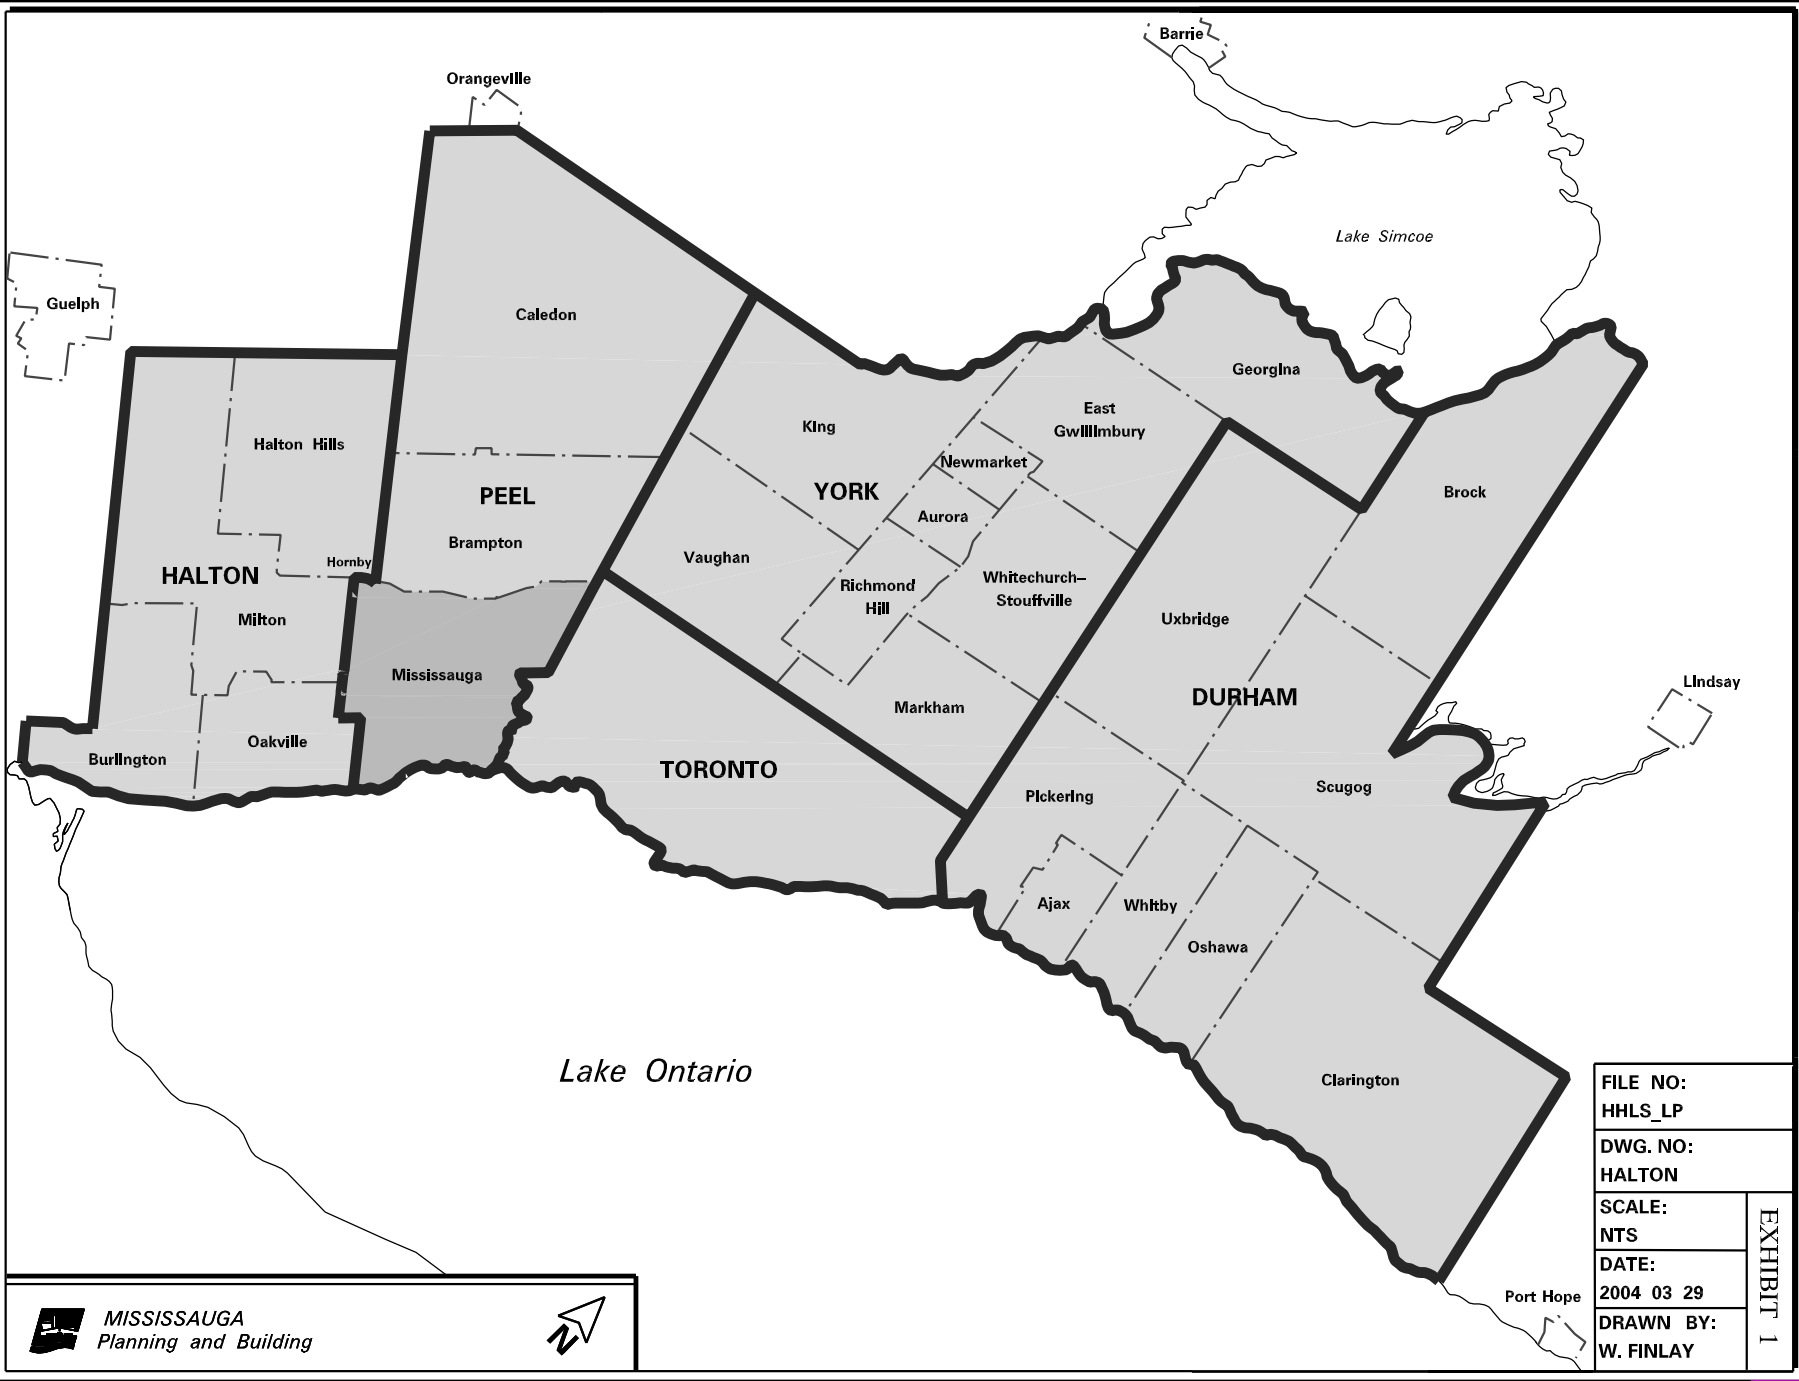 Barrie
Orangeville
Lake Simcoe
Guelph
Caledon
Georgina
King
East
Gwillimbury
Halton Hills
Newmarket
PEEL
YORK
Brock
Aurora
Brampton
Vaughan
Hornby
HALTON
Richmond
Hill
Whitechurch–
Stouffville
Milton
Uxbridge
Mississauga
Lindsay
DURHAM
Markham
Oakville
Burlington
TORONTO
Scugog
Pickering
Ajax
Whitby
Oshawa
Lake Ontario
Clarington
Port Hope
MISSISSAUGA
Planning and Building
N
FILE NO:
HHLS_LP
DWG. NO:
HALTON
SCALE:
NTS
DATE:
2004 03 29
DRAWN BY:
W. FINLAY
EXHIBIT 1